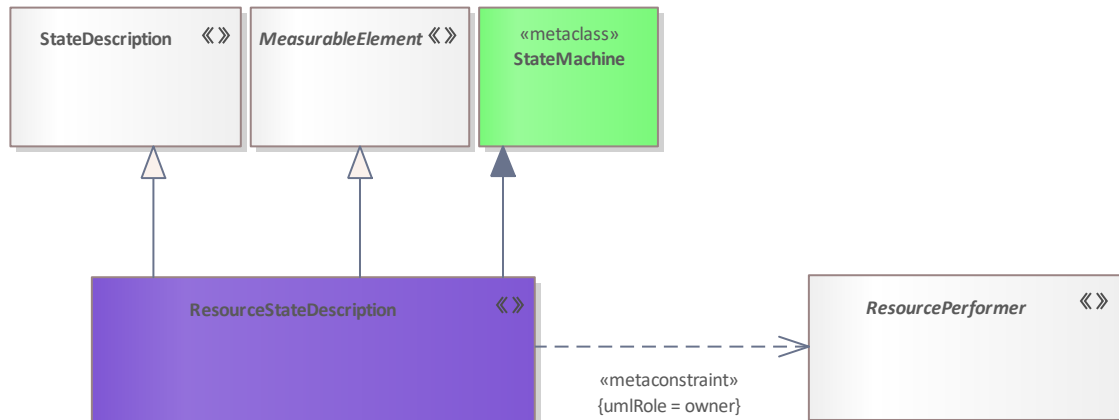 StateDescription «»
MeasurableElement «»
«metaclass»
StateMachine
ResourceStateDescription «»
ResourcePerformer «»
«metaconstraint»
{umlRole = owner}